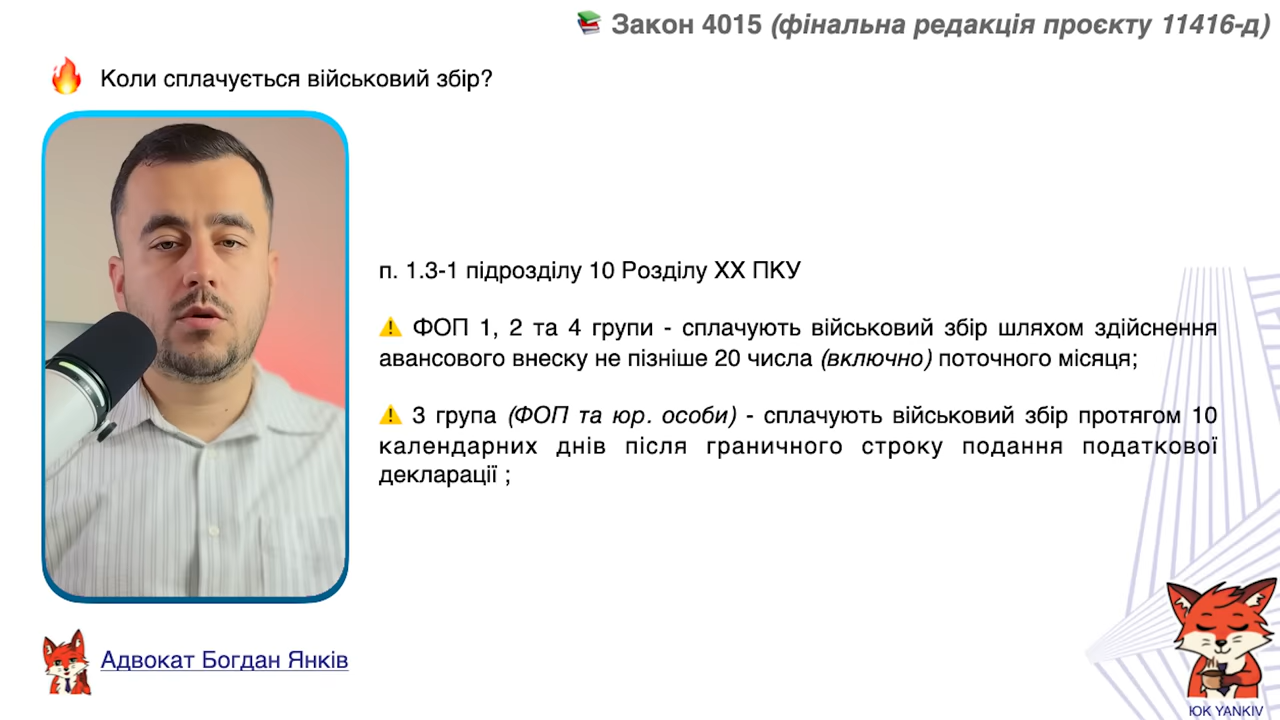 📚 Закон 4015 (фінальна редакція проєкту 11416-д)
🔥 Коли сплачується військовий збір?
п. 1.3-1 підрозділу 10 Розділу ХХ ПКУ
⚠️ ФОП 1, 2 та 4 групи - сплачують військовий збір шляхом здійснення
авансового внеску не пізніше 20 числа (включно) поточного місяця;
⚠️ 3 група (ФОП та юр. особи) - сплачують військовий збір протягом 10
календарних днів після граничного строку подання податкової
декларації ;
Адвокат Богдан Янків
ЮК YANKIV